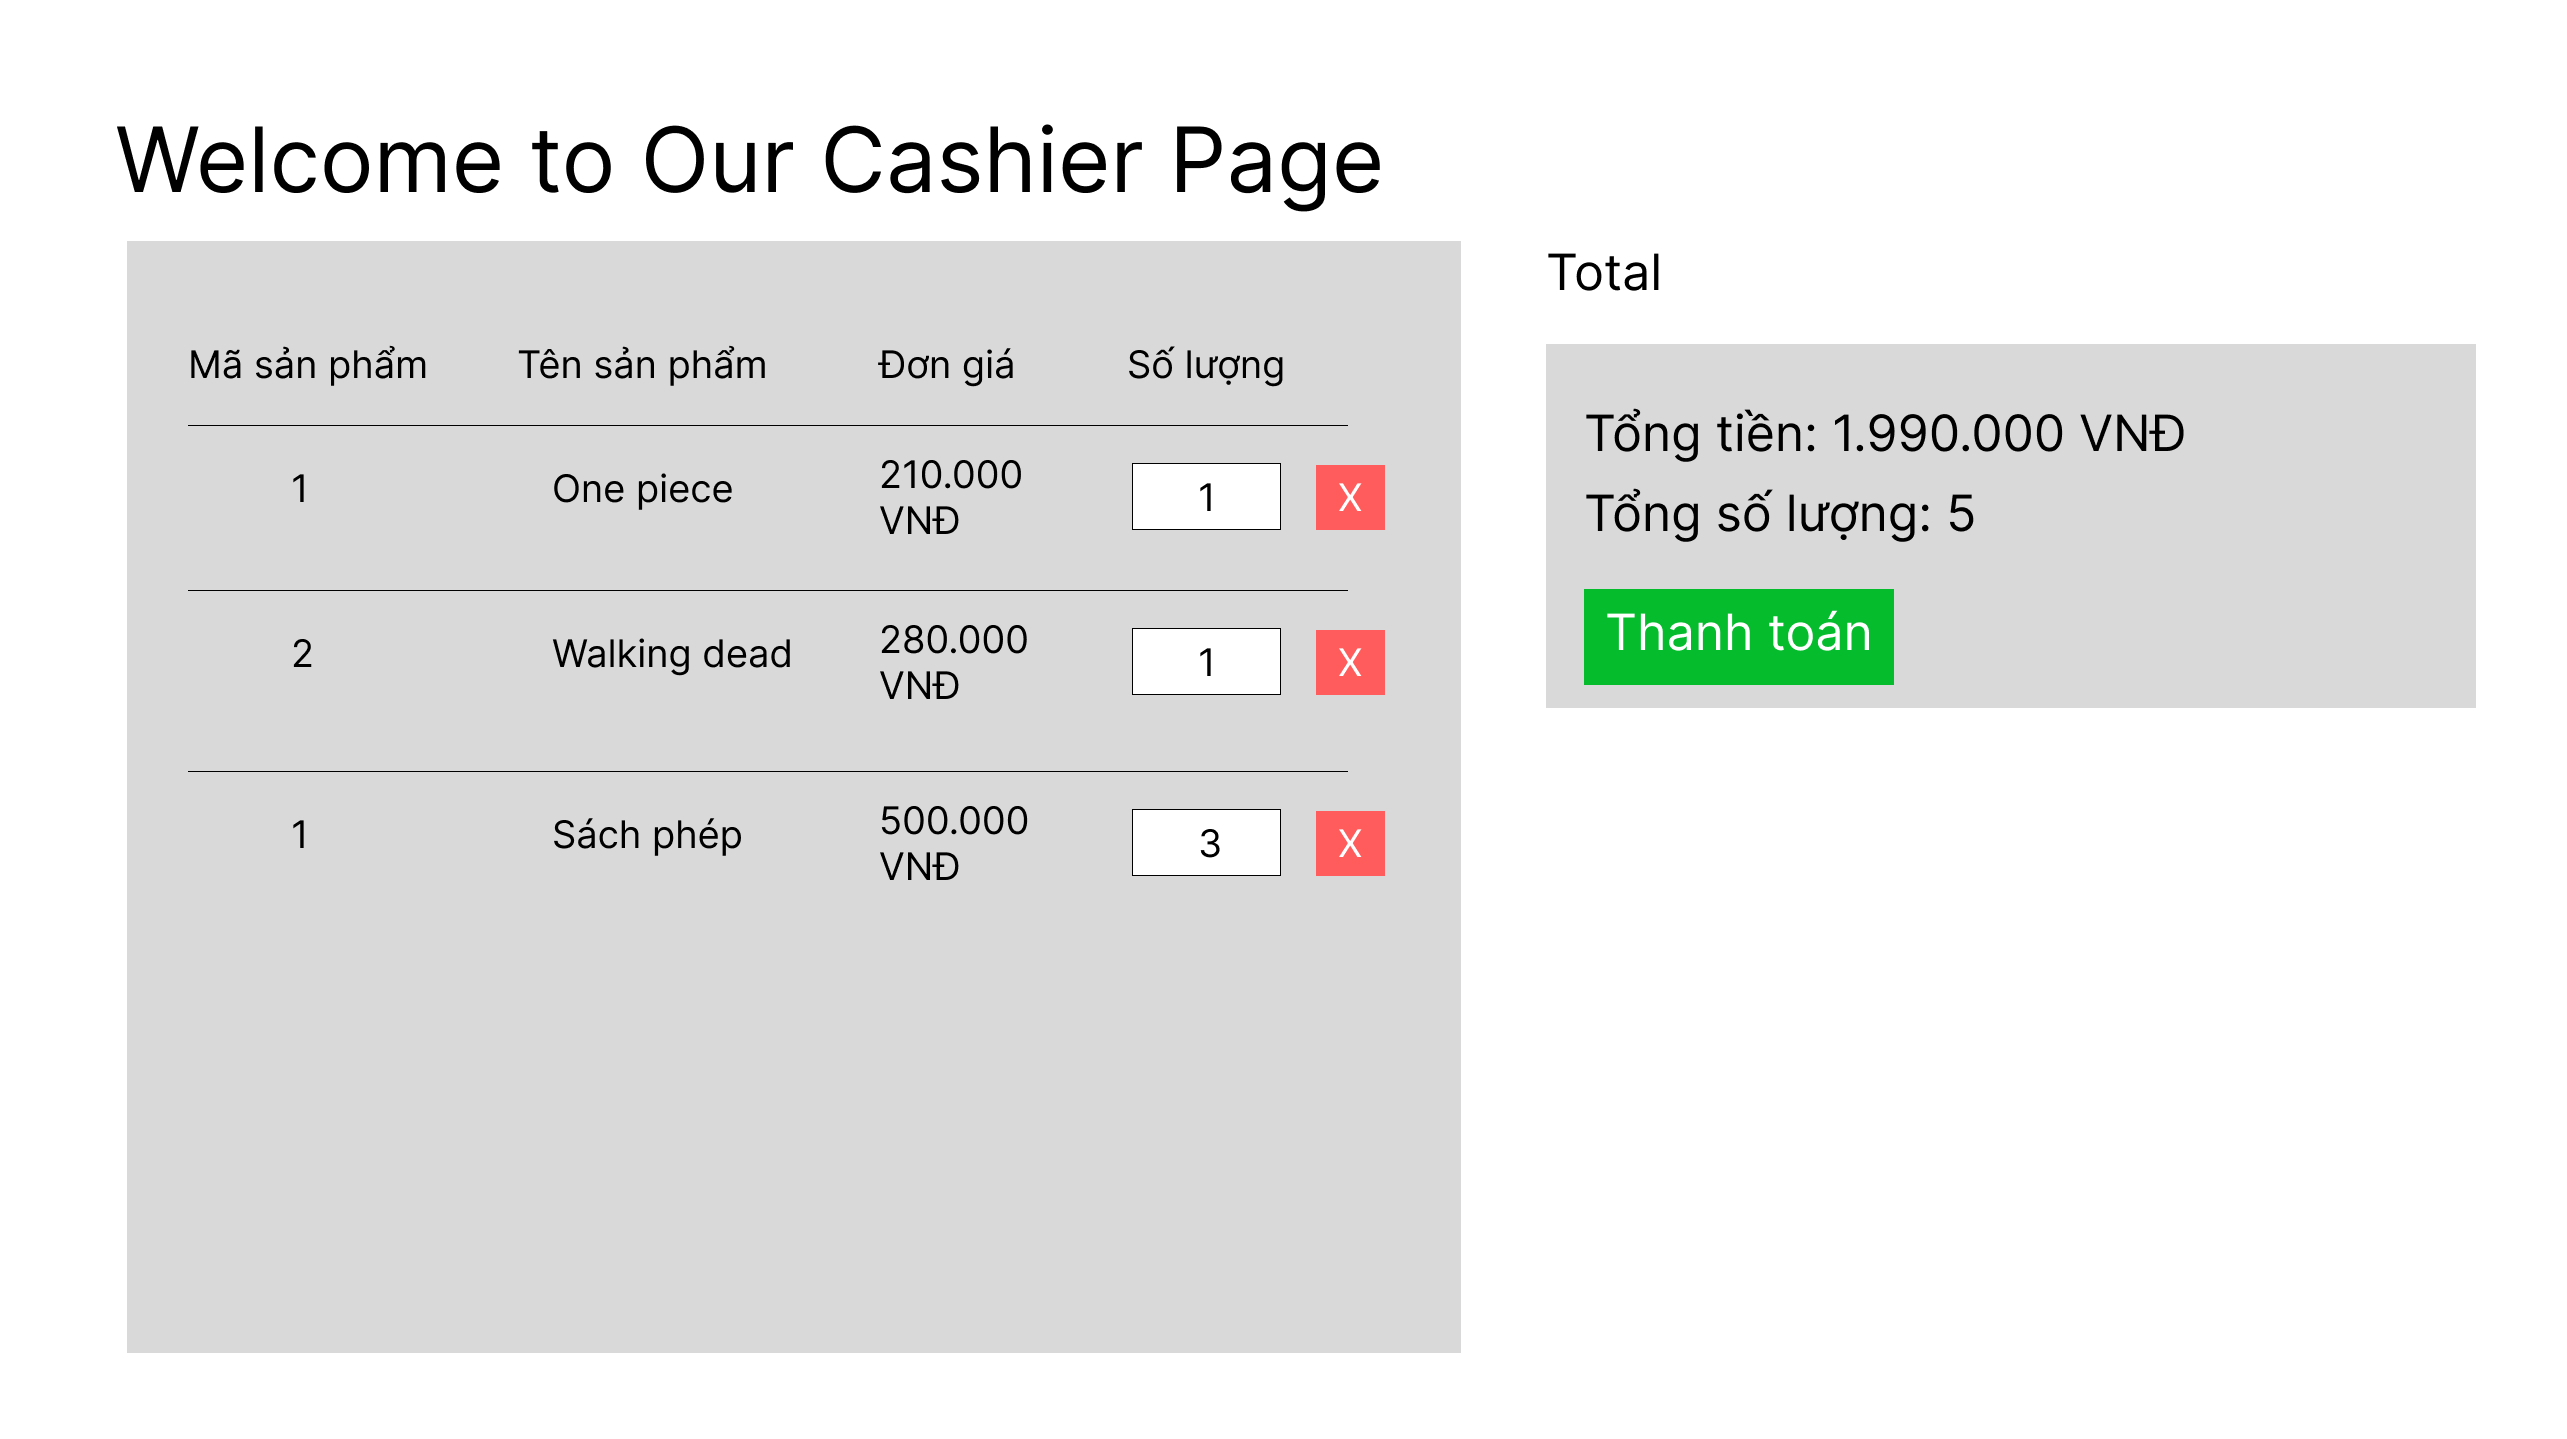 Welcome to Our Cashier Page
Mã sản phẩm Tên sản phẩm Đơn giá Số lượng
1 One piece 210.000 VNĐ 1 X
2 Walking dead 280.000 VNĐ 1 X
1 Sách phép 500.000 VNĐ 3 X
Total
Tổng tiền: 1.990.000 VNĐ
Tổng số lượng: 5
Thanh toán